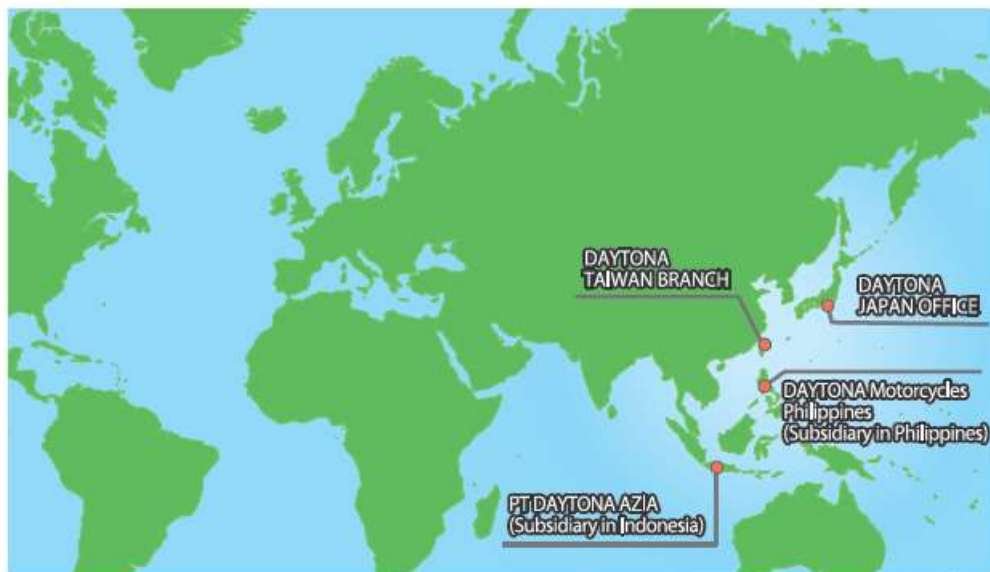 DAYTONA
TAIWAN BRANCH
DAYTONA
JAPAN OFFICE
DAYTONA Motorcycles
Philippines
(Subsidiary in Philippines)
PT DAYTONA AZIA
(Subsidiary in Indonesia)